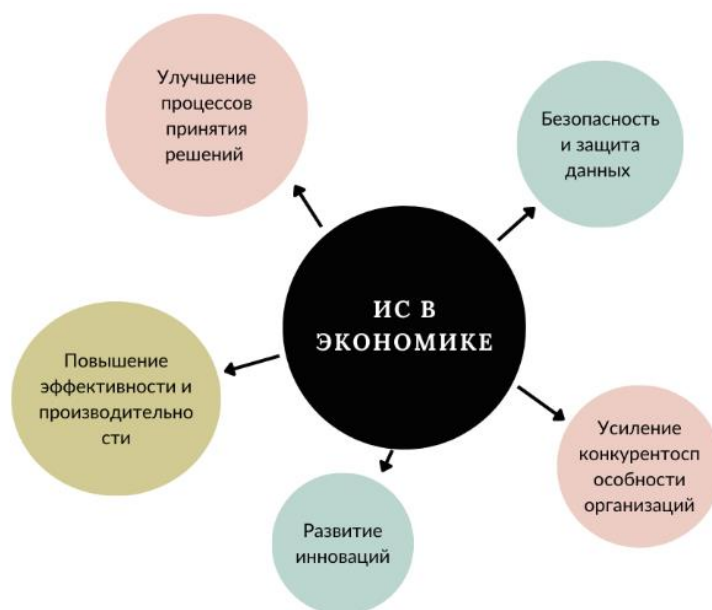 Улучшение
процессов
принятия
решений
Безопасность
и защита
данных
ИС В
ЭКОНОМИКЕ
Повышение
эффективности и
производительно
сти
Усиление
конкурентосп
особности
организаций
Развитие
инноваций